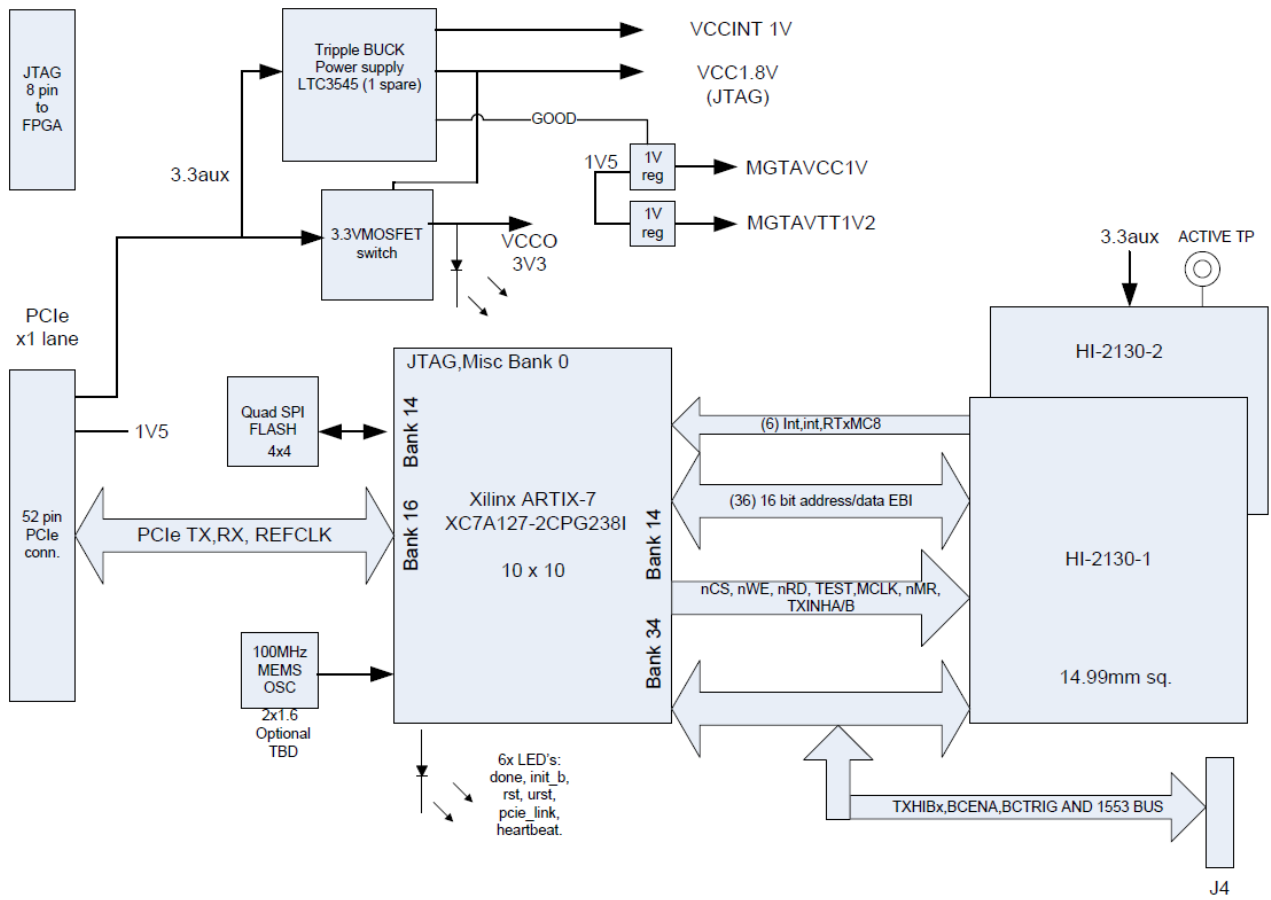 JTAG
8 pin
to
FPGA
Tripple BUCK
Power supply
LTC3545 (1 spare)
VCCINT 1V
VCC1.8V
(JTAG)
GOOD
1V5
1V
reg
MGTAVCC1V
1V
reg
MGTAVTT1V2
3.3aux
3.3VMOSFET
switch
VCCO
3V3
3.3aux
ACTIVE TP
PCIe
x1 lane
HI-2130-2
JTAG,Misc Bank 0
Quad SPI
FLASH
4x4
Bank 14
(6) Int,int,RTxMC8
1V5
Xilinx ARTIX-7
XC7A127-2CPG238I
10 x 10
Bank 16
Bank 14
(36) 16 bit address/data EBI
52 pin
PCIe
conn.
PCIe TX,RX, REFCLK
HI-2130-1
nCS, nWE, nRD, TEST,MCLK, nMR,
TXINHA/B
Bank 34
100MHz
MEMS
OSC
2x1.6
Optional
TBD
14.99mm sq.
6x LED's:
done, init_b,
rst, urst,
pcie_link,
heartbeat.
TXHIBx,BCENA,BCTRIG AND 1553 BUS
J4